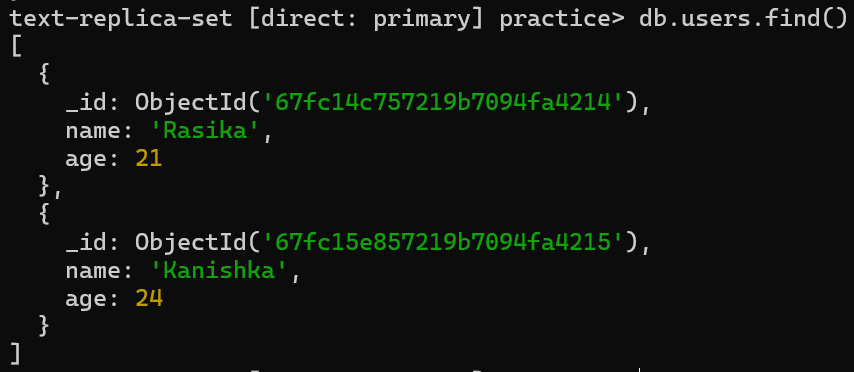 text-replica-set [direct: primary] practice> db.users.find()
[
  {
    _id: ObjectId('67fc14c757219b7094fa4214'),
    name: 'Rasika',
    age: 21
  },
  {
    _id: ObjectId('67fc15e857219b7094fa4215'),
    name: 'Kanishka',
    age: 24
  }
]